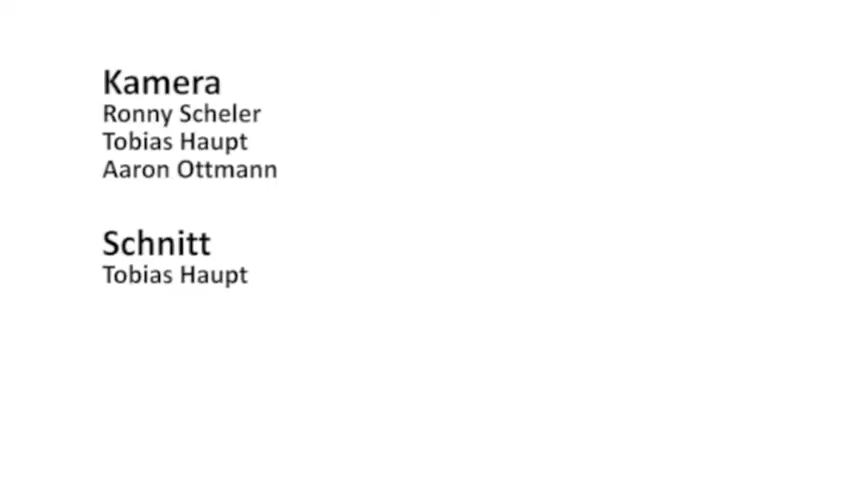 Kamera
Ronny Scheler
Tobias Haupt
Aaron Ottmann
Schnitt
Tobias Haupt